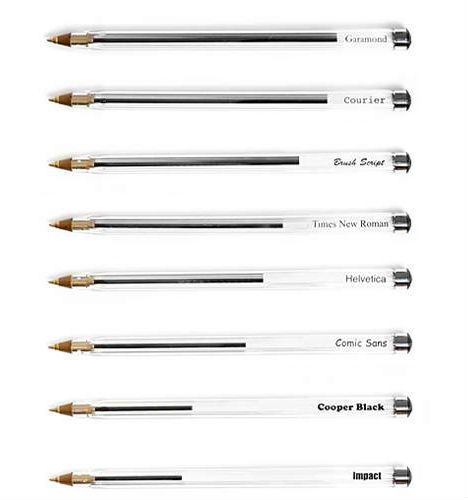 Garamond
Courier
Brush Script
Times New Roman
Helvetica
Comic Sans
Cooper Black
Impact